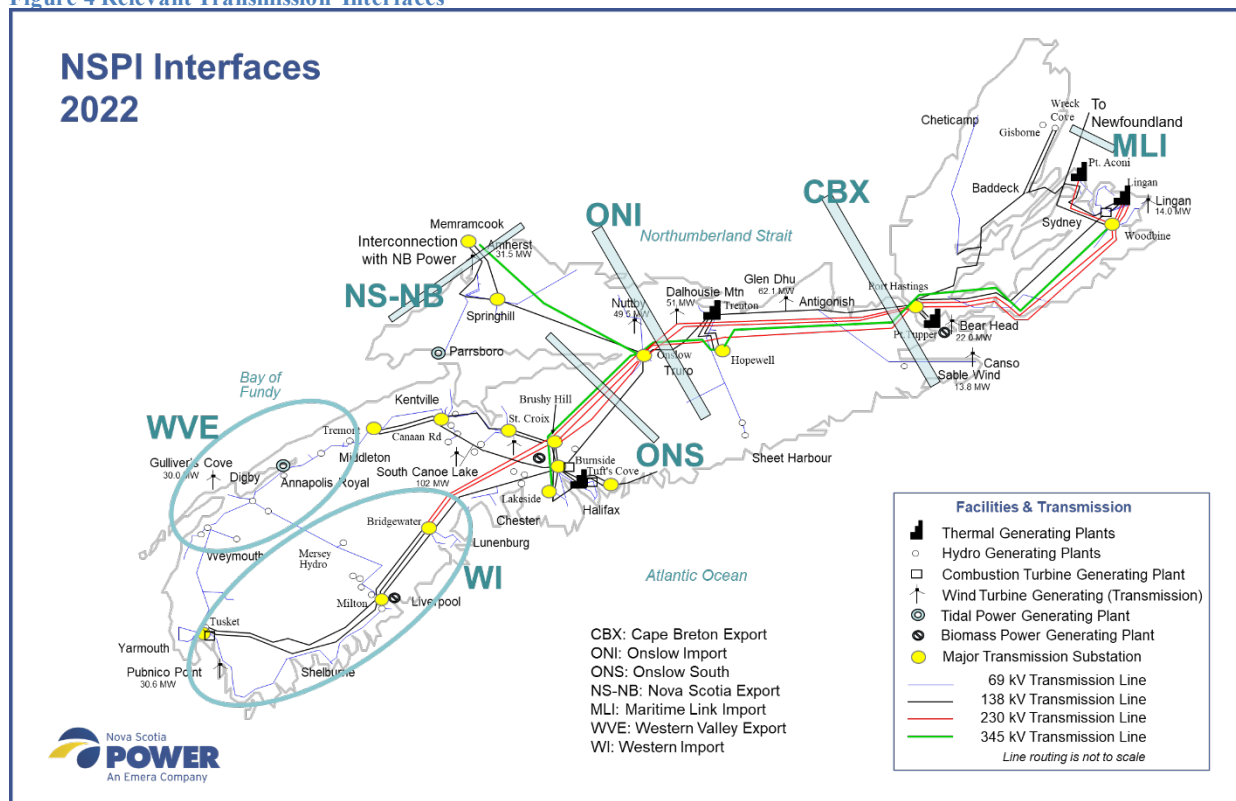 Figure 4 Relevant Transmission Interfaces
NSPI Interfaces
2022
Wreck
Cove
To
Newfoundland
Cheticamp
Gisborne
MLI
Pt. Aconi
Lingan
Baddeck
Lingan
14.0 MW
Sydney
Woodbine
CBX
ONI
Northumberland Strait
Memramcook
Interconnection
with NB Power
Amherst
31.5 MW
NS-NB
Springhill
Nuttby
49.5 MW
Dalhousie Mtn
51 MW
Trenton
Glen Dhu
62.1 MW
Antigonish
Port Hastings
Pt. Tupper
Bear Head
22.0 MW
Canso
Sable Wind
13.8 MW
Parrsboro
Onslow
Truro
Hopewell
Bay of
Fundy
Kentville
Brushy Hill
St. Croix
WVE
Tremont
Canaan Rd
Middleton
Burnside
Tuft's Cove
ONS
Sheet Harbour
Gulliver's Cove
30.0 MW
Digby
Annapolis Royal
South Canoe Lake
102 MW
Lakeside
Halifax
Chester
Bridgewater
Lunenburg
Weymouth
Mersey
Hydro
WI
Atlantic Ocean
Milton
Liverpool
Tusket
Yarmouth
Pubnico Point
30.6 MW
Shelburne
CBX: Cape Breton Export
ONI: Onslow Import
ONS: Onslow South
NS-NB: Nova Scotia Export
MLI: Maritime Link Import
WVE: Western Valley Export
WI: Western Import
Facilities & Transmission
Thermal Generating Plants
Hydro Generating Plants
Combustion Turbine Generating Plant
Wind Turbine Generating (Transmission)
Tidal Power Generating Plant
Biomass Power Generating Plant
Major Transmission Substation
69 kV Transmission Line
138 kV Transmission Line
230 kV Transmission Line
345 kV Transmission Line
Line routing is not to scale
Nova Scotia
POWER
An Emera Company